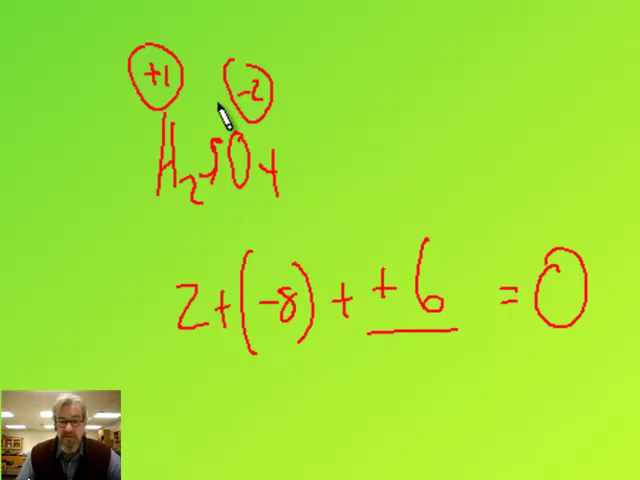 +1 -2
H2SO4
2+(-8) + +6 = 0